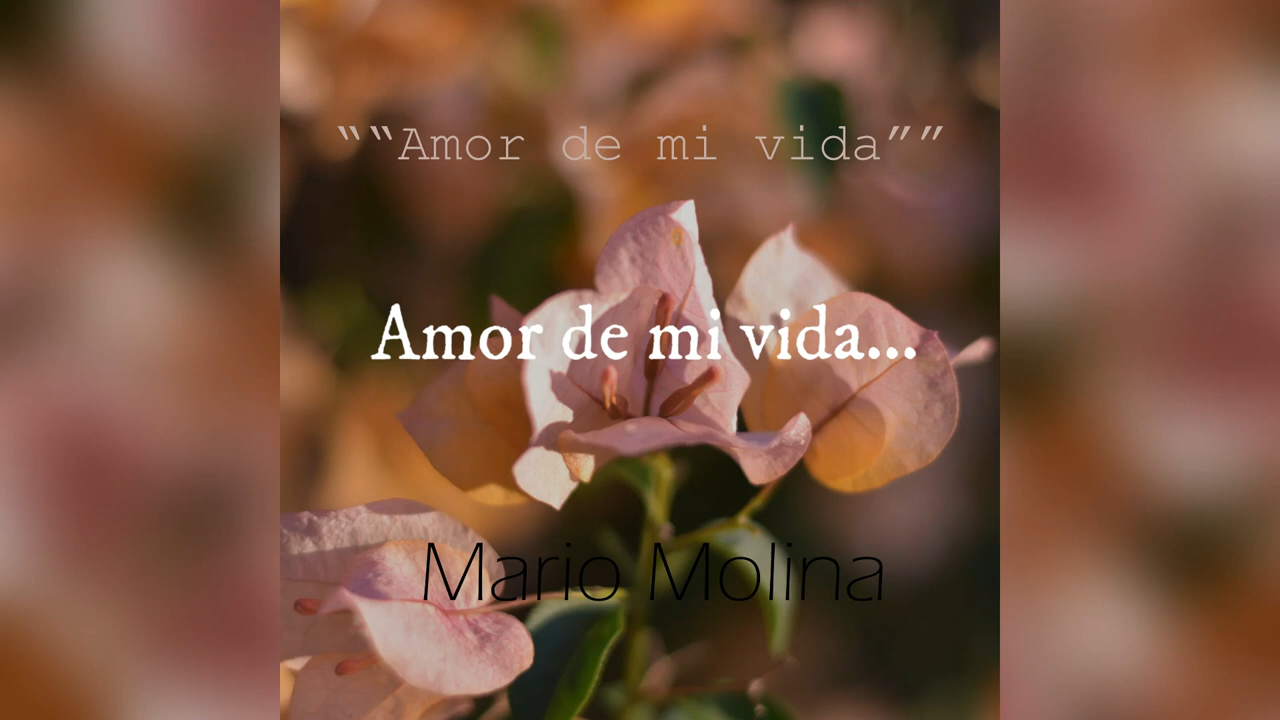 ““Amor de mi vida””
Amor de mi vida...
Mario Molina